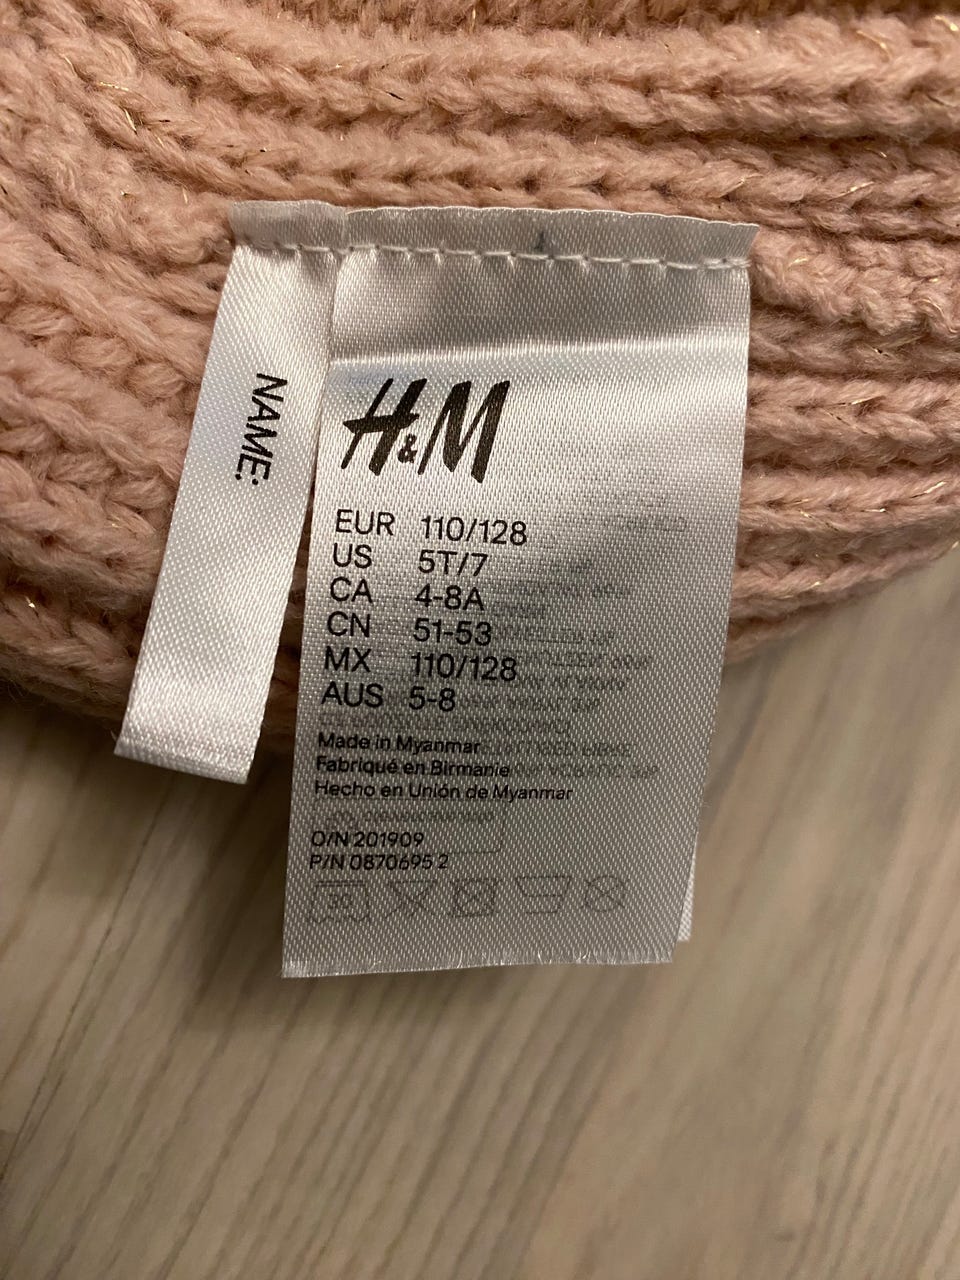 NAME:
H&M
EUR 110/128
US 5T/7
CA 4-8A
CN 51-53
MX 110/128
AUS 5-8
Made in Myanmar
Fabriqué en Birmanie
Hecho en Unión de Myanmar
O/N 201909
P/N 0870695 2
30